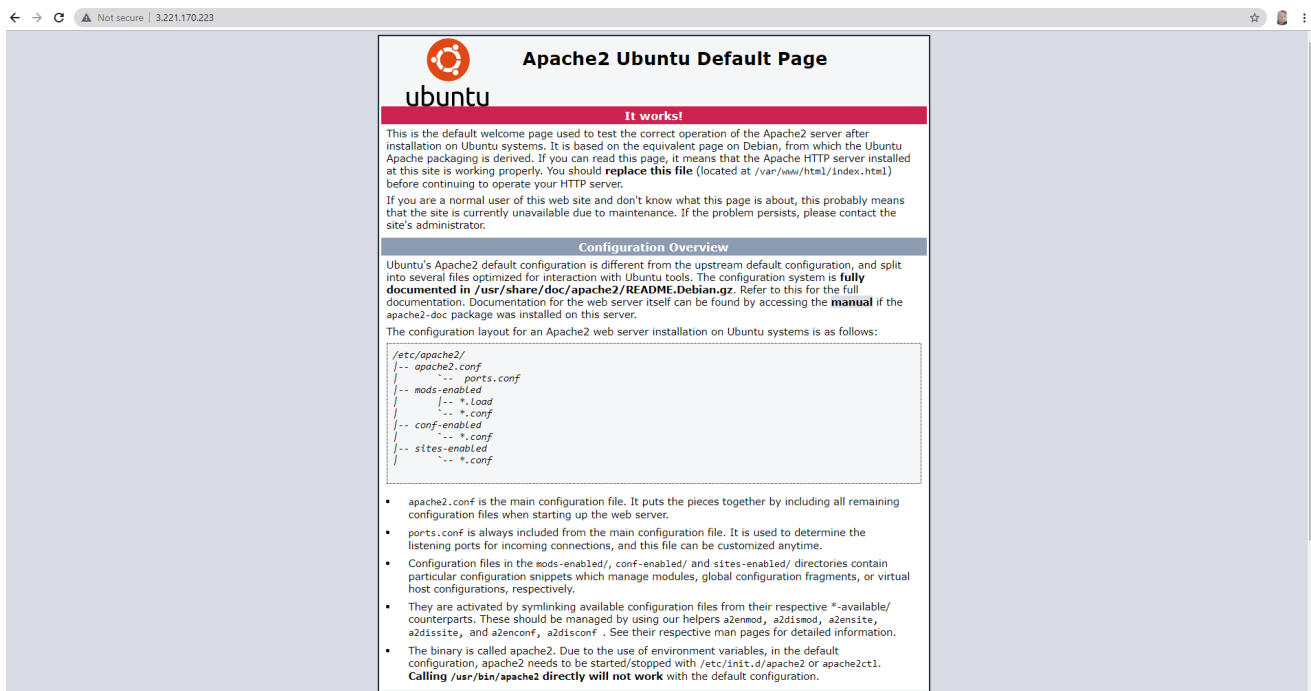 Not secure | 3.221.170.223
Apache2 Ubuntu Default Page
ubuntu
It works!
This is the default welcome page used to test the correct operation of the Apache2 server after
installation on Ubuntu systems. It is based on the equivalent page on Debian, from which the Ubuntu
Apache packaging is derived. If you can read this page, it means that the Apache HTTP server installed
at this site is working properly. You should replace this file (located at /var/www/html/index.html)
before continuing to operate your HTTP server.
If you are a normal user of this web site and don't know what this page is about, this probably means
that the site is currently unavailable due to maintenance. If the problem persists, please contact the
site's administrator.
Configuration Overview
Ubuntu's Apache2 default configuration is different from the upstream default configuration, and split
into several files optimized for interaction with Ubuntu tools. The configuration system is fully
documented in /usr/share/doc/apache2/README.Debian.gz. Refer to this for the full
documentation. Documentation for the web server itself can be found by accessing the manual if the
apache2-doc package was installed on this server.
The configuration layout for an Apache2 web server installation on Ubuntu systems is as follows:
/etc/apache2/
|-- apache2.conf
|       `--  ports.conf
|-- mods-enabled
|       |-- *.load
|       `-- *.conf
|-- conf-enabled
|       `-- *.conf
|-- sites-enabled
|       `-- *.conf
• apache2.conf is the main configuration file. It puts the pieces together by including all remaining
configuration files when starting up the web server.
• ports.conf is always included from the main configuration file. It is used to determine the
listening ports for incoming connections, and this file can be customized anytime.
• Configuration files in the mods-enabled/, conf-enabled/ and sites-enabled/ directories contain
particular configuration snippets which manage modules, global configuration fragments, or virtual
host configurations, respectively.
• They are activated by symlinking available configuration files from their respective *-available/
counterparts. These should be managed by using our helpers a2enmod, a2dismod, a2ensite,
a2dissite, and a2enconf, a2disconf . See their respective man pages for detailed information.
• The binary is called apache2. Due to the use of environment variables, in the default
configuration, apache2 needs to be started/stopped with /etc/init.d/apache2 or apache2ctl.
Calling /usr/bin/apache2 directly will not work with the default configuration.